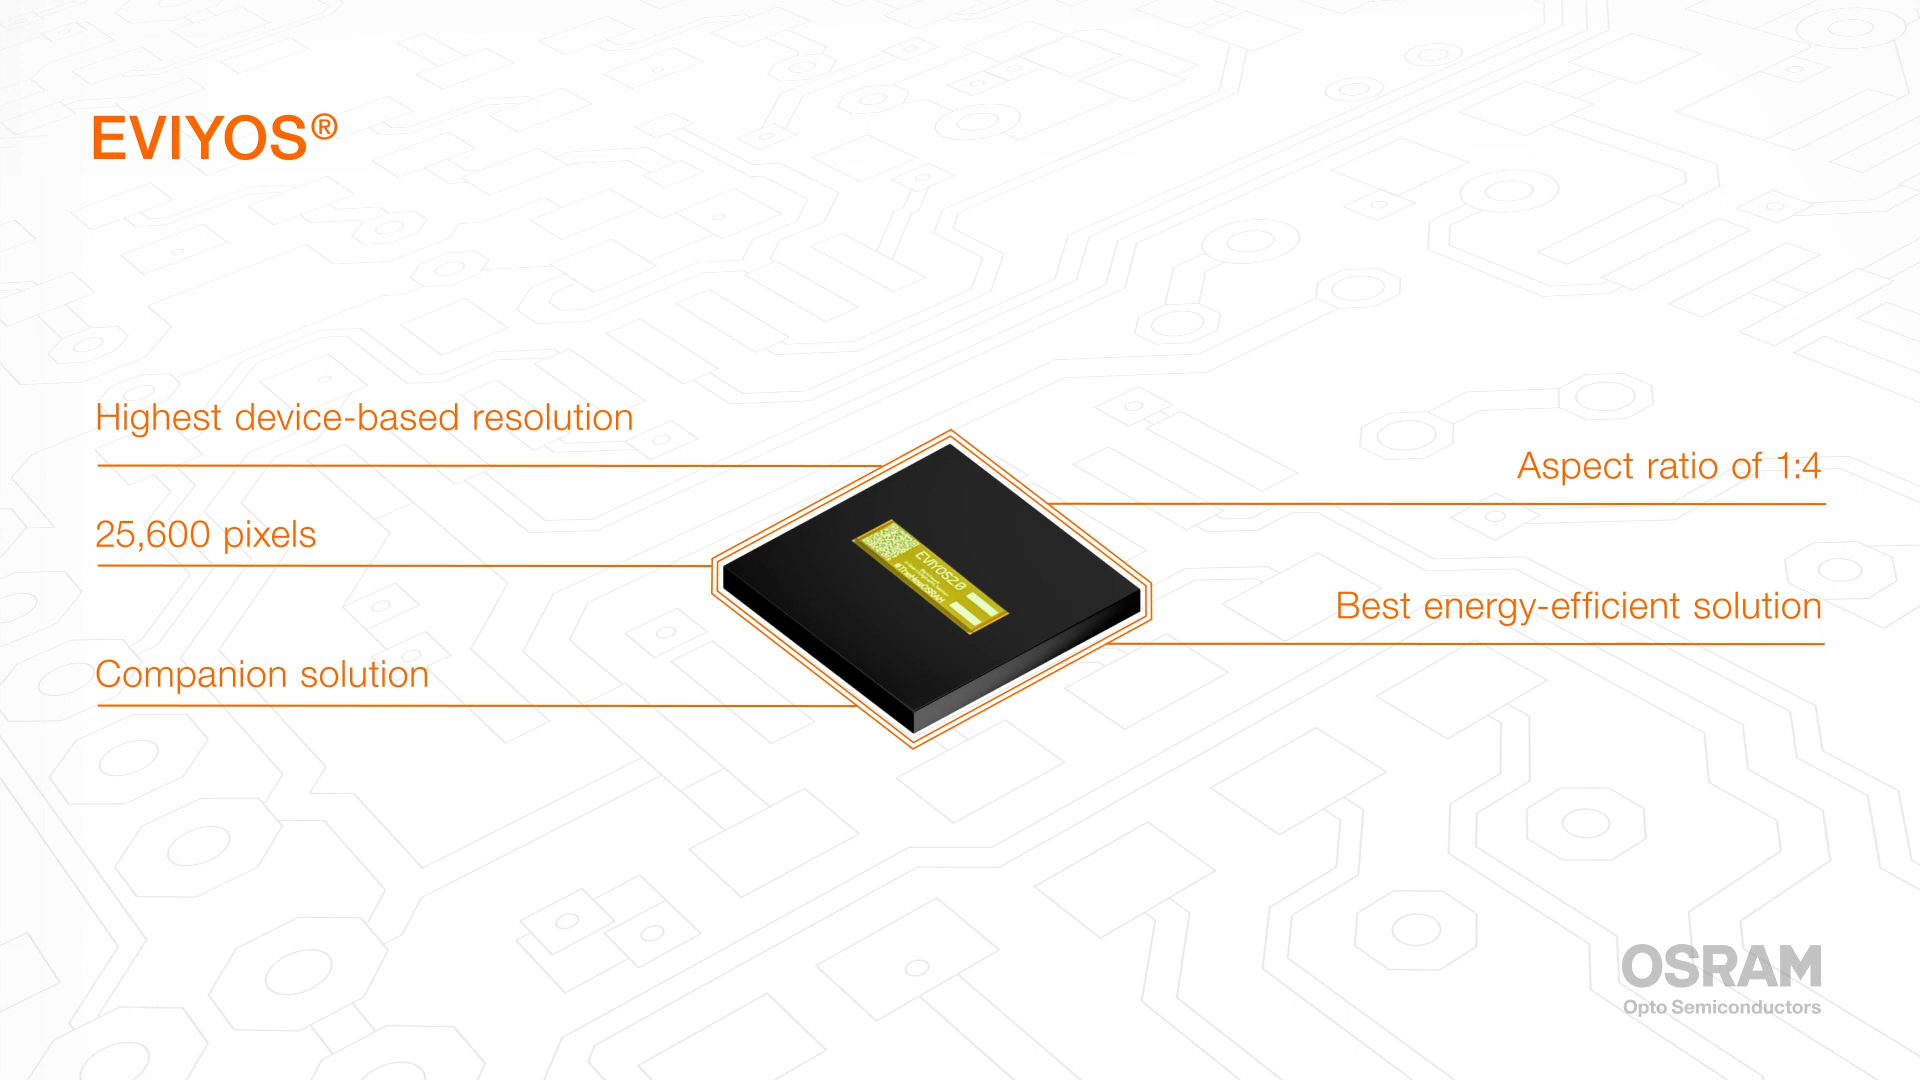 EVIYOS®
Highest device-based resolution
25,600 pixels
Companion solution
Aspect ratio of 1:4
Best energy-efficient solution
EVIYOS2.0
OSRAM
Opto Semiconductors